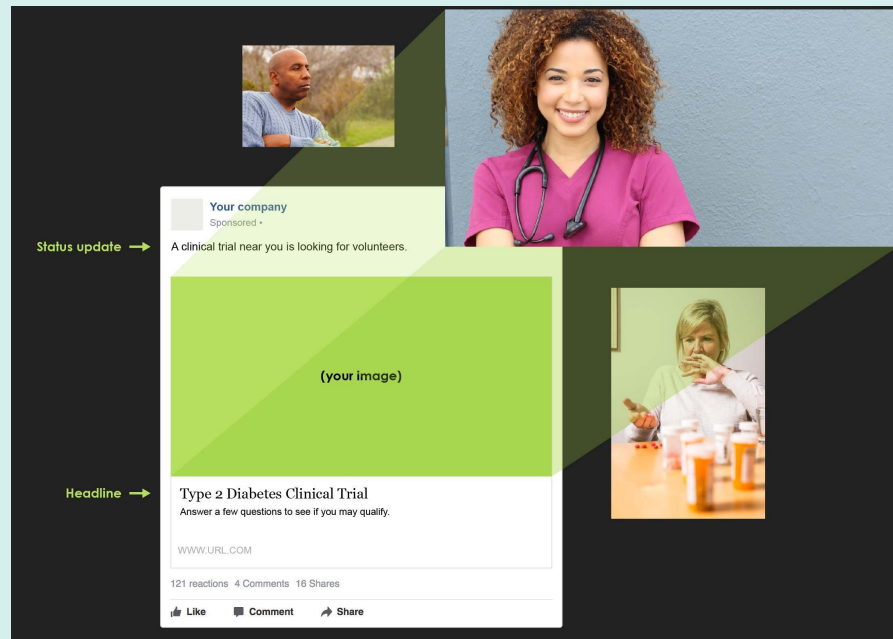 Your company
Sponsored •
Status update →
A clinical trial near you is looking for volunteers.
(your image)
Headline →
Type 2 Diabetes Clinical Trial
Answer a few questions to see if you may qualify.
WWW.URL.COM
121 reactions 4 Comments 16 Shares
Like Comment Share